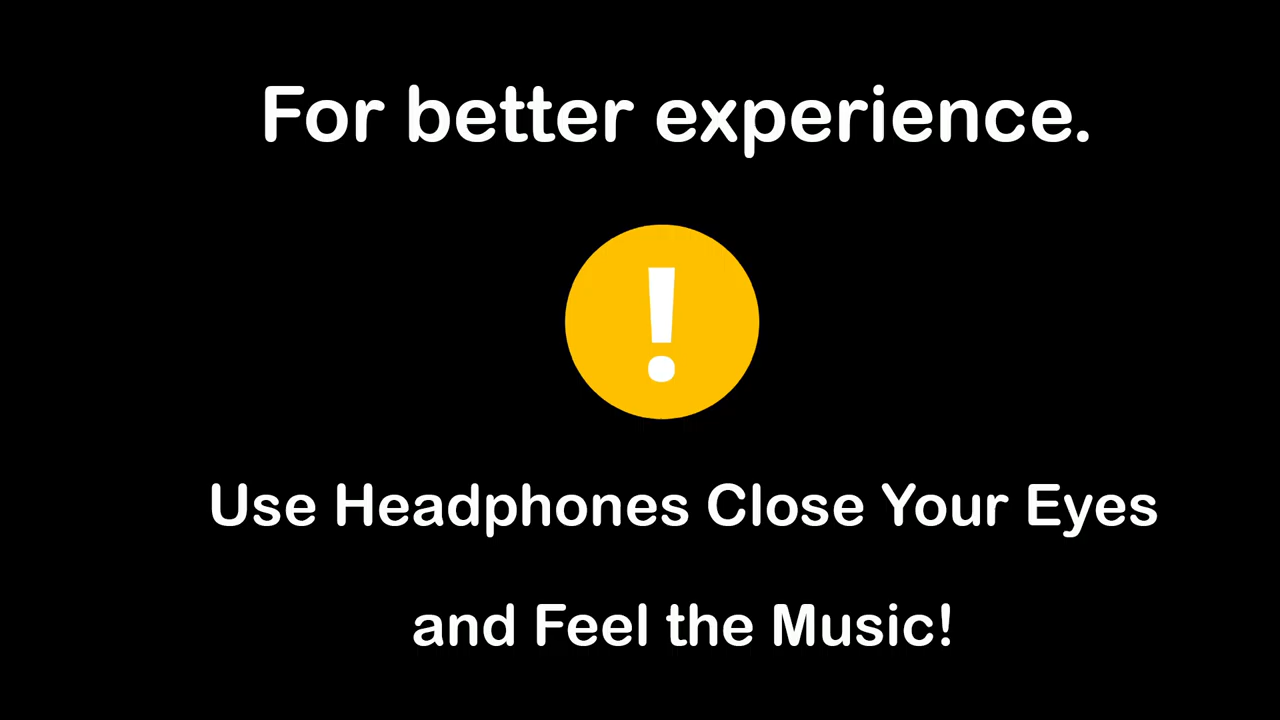 For better experience.
!
Use Headphones Close Your Eyes
and Feel the Music!